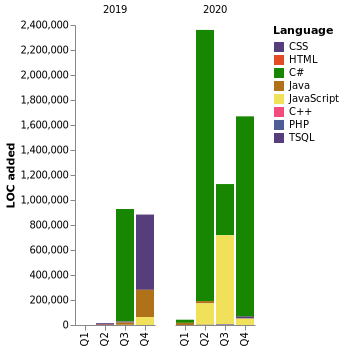 2019 2020
LOC added
2,400,000
2,200,000
2,000,000
1,800,000
1,600,000
1,400,000
1,200,000
1,000,000
800,000
600,000
400,000
200,000
0
Q1 Q2 Q3 Q4 Q1 Q2 Q3 Q4
Language
CSS
HTML
C#
Java
JavaScript
C++
PHP
TSQL